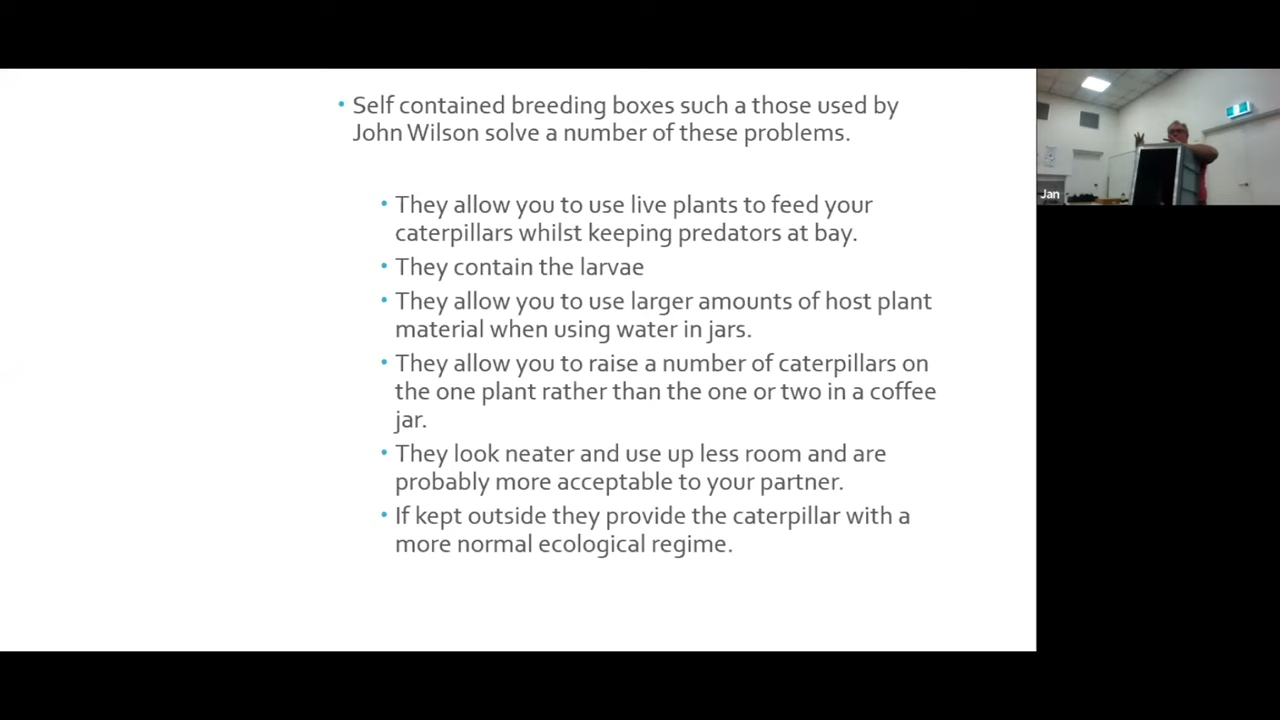 • Self contained breeding boxes such a those used by
John Wilson solve a number of these problems.
• They allow you to use live plants to feed your
caterpillars whilst keeping predators at bay.
• They contain the larvae
• They allow you to use larger amounts of host plant
material when using water in jars.
• They allow you to raise a number of caterpillars on
the one plant rather than the one or two in a coffee
jar.
• They look neater and use up less room and are
probably more acceptable to your partner.
• If kept outside they provide the caterpillar with a
more normal ecological regime.
Jan